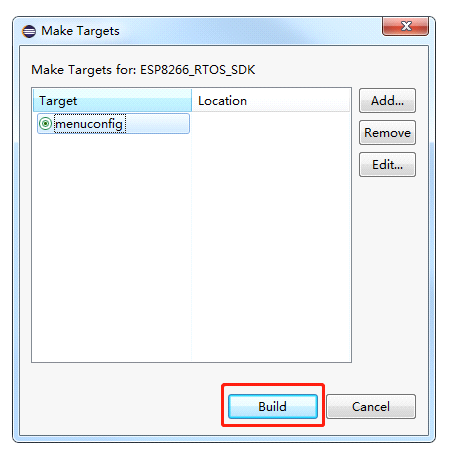 Make Targets
Make Targets for: ESP8266_RTOS_SDK
Target Location
menuconfig
Add...
Remove
Edit...
Build Cancel